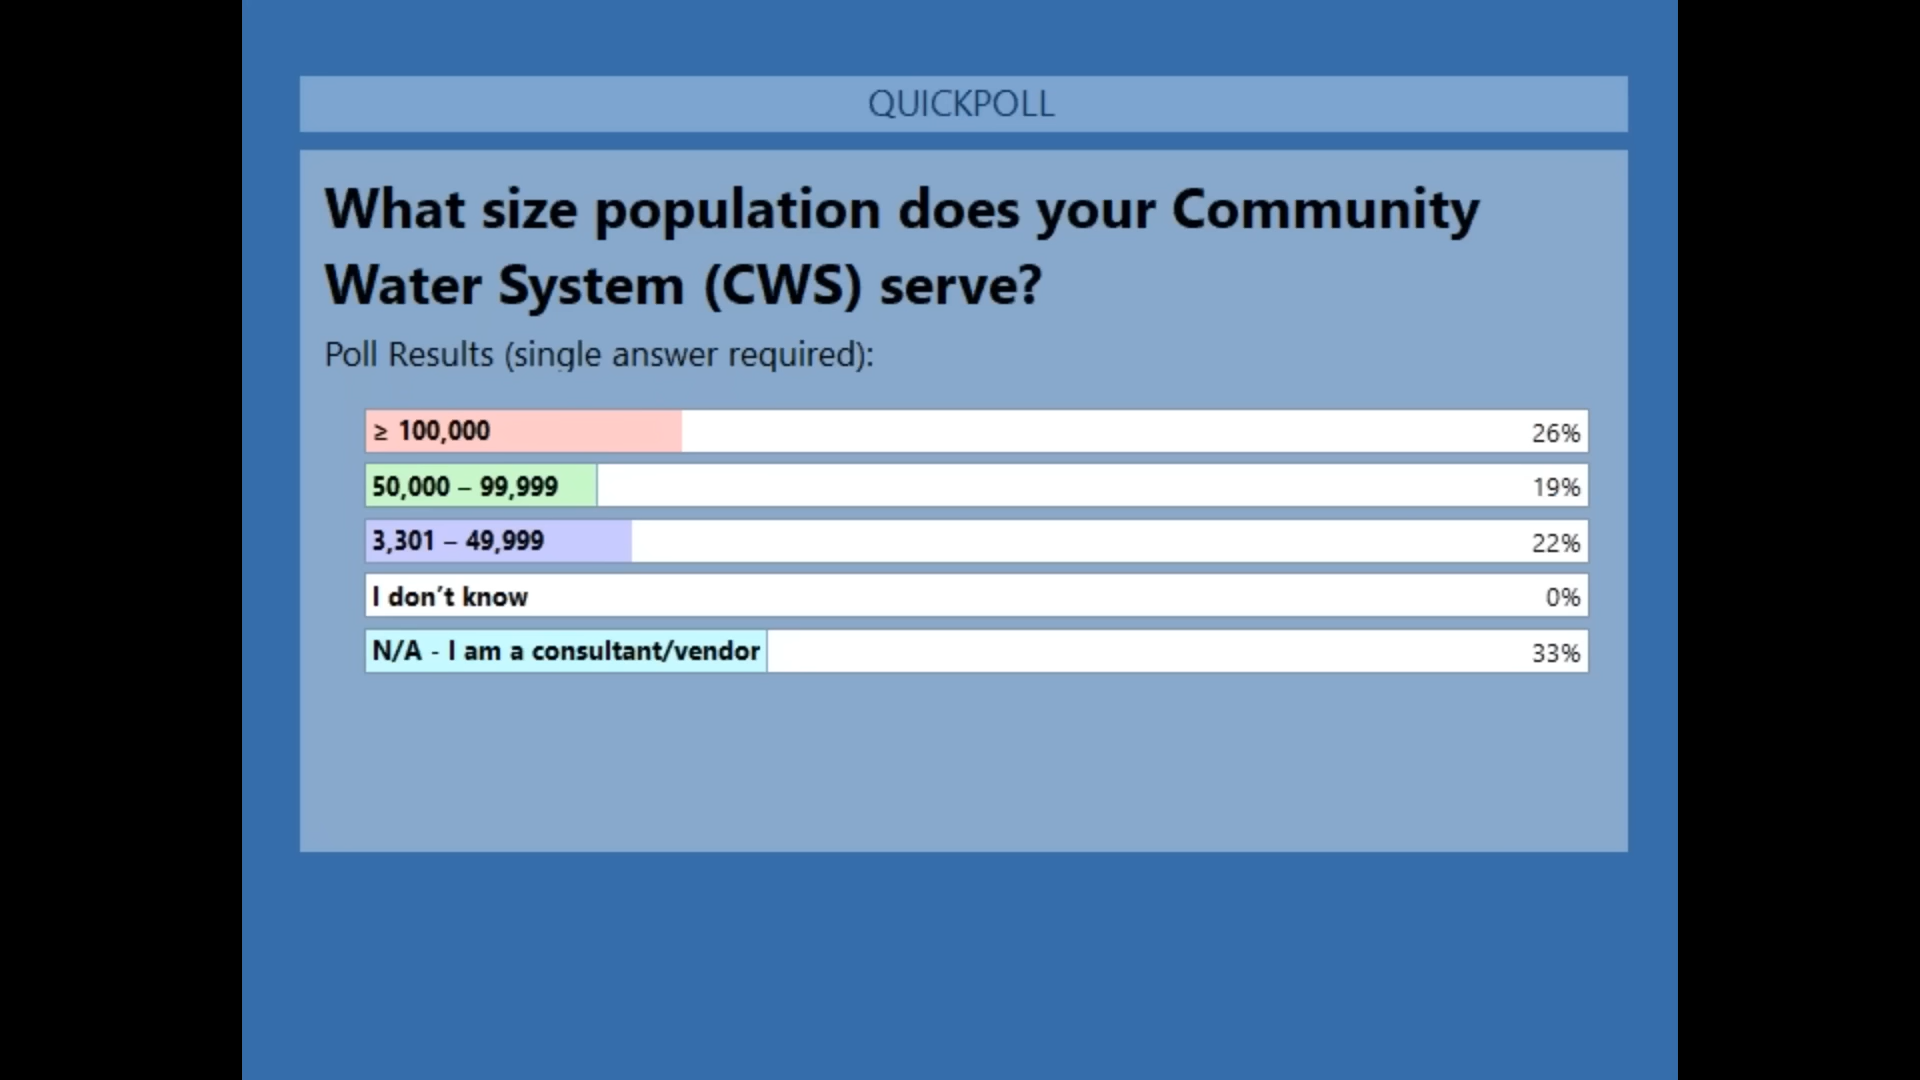 QUICKPOLL
What size population does your Community
Water System (CWS) serve?
Poll Results (single answer required):
≥ 100,000 26%
50,000 – 99,999 19%
3,301 – 49,999 22%
I don’t know 0%
N/A - I am a consultant/vendor 33%